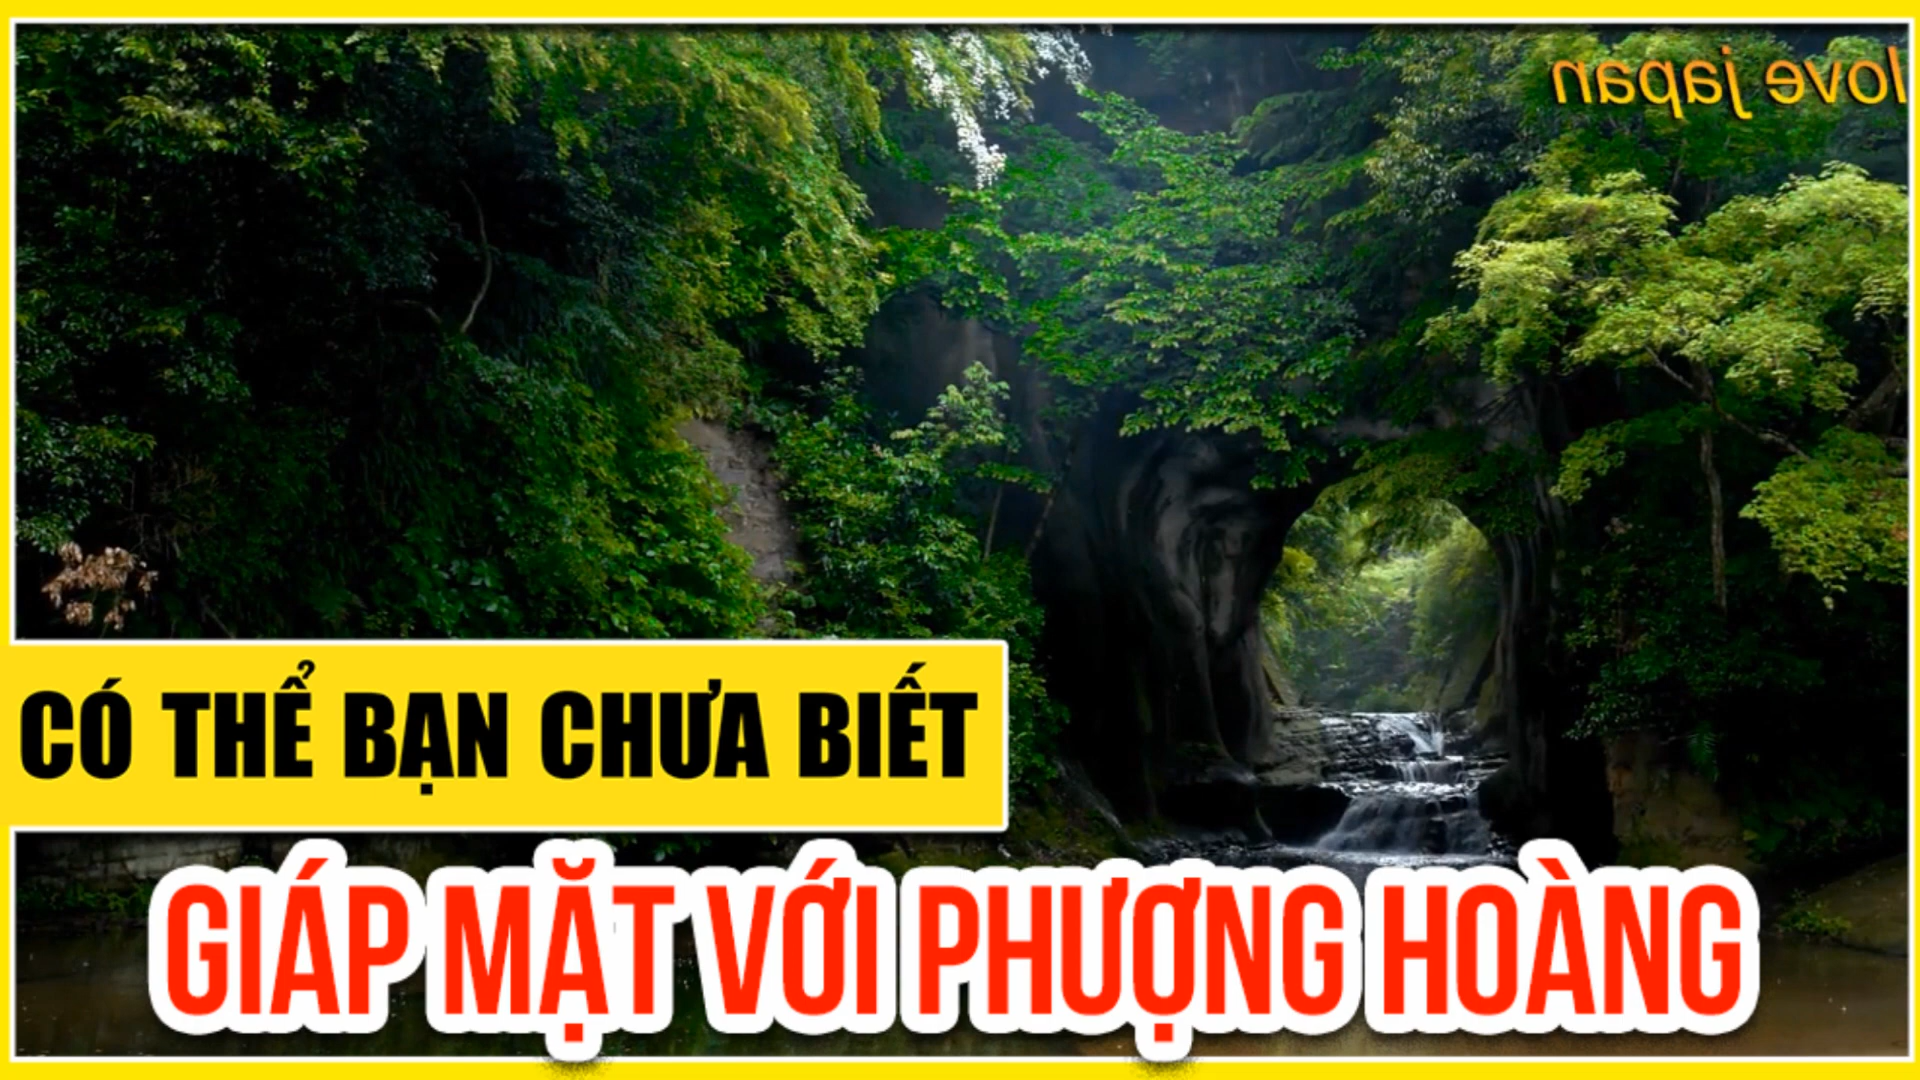 love japan
CÓ THỂ BẠN CHƯA BIẾT
GIÁP MẶT VỚI PHƯỢNG HOÀNG